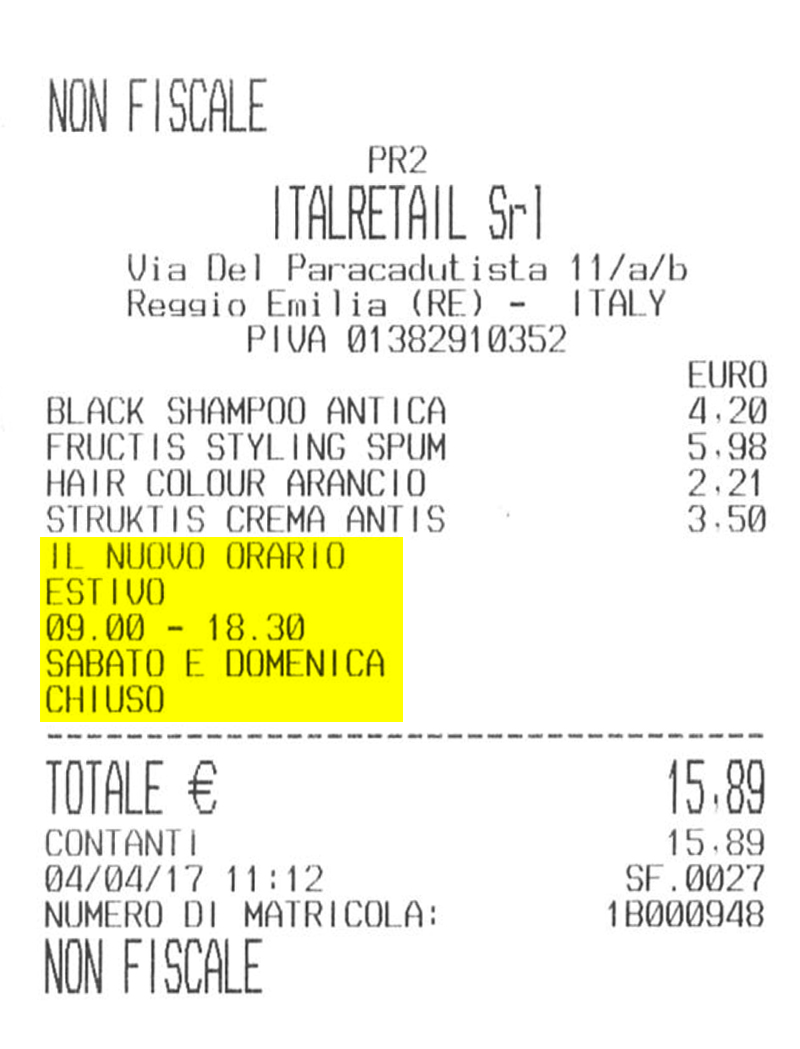 NON FISCALE
PR2
ITALRETAIL Srl
Via Del Paracadutista 11/a/b
Reggio Emilia (RE) - ITALY
PIVA 01382910352
EURO
BLACK SHAMPOO ANTICA 4,20
FRUCTIS STYLING SPUM 5,98
HAIR COLOUR ARANCIO 2,21
STRUKTIS CREMA ANTIS 3,50
IL NUOVO ORARIO
ESTIVO
09.00 - 18.30
SABATO E DOMENICA
CHIUSO
----------------------------------------
TOTALE € 15,89
CONTANTI 15,89
04/04/17 11:12 SF.0027
NUMERO DI MATRICOLA: 1B000948
NON FISCALE